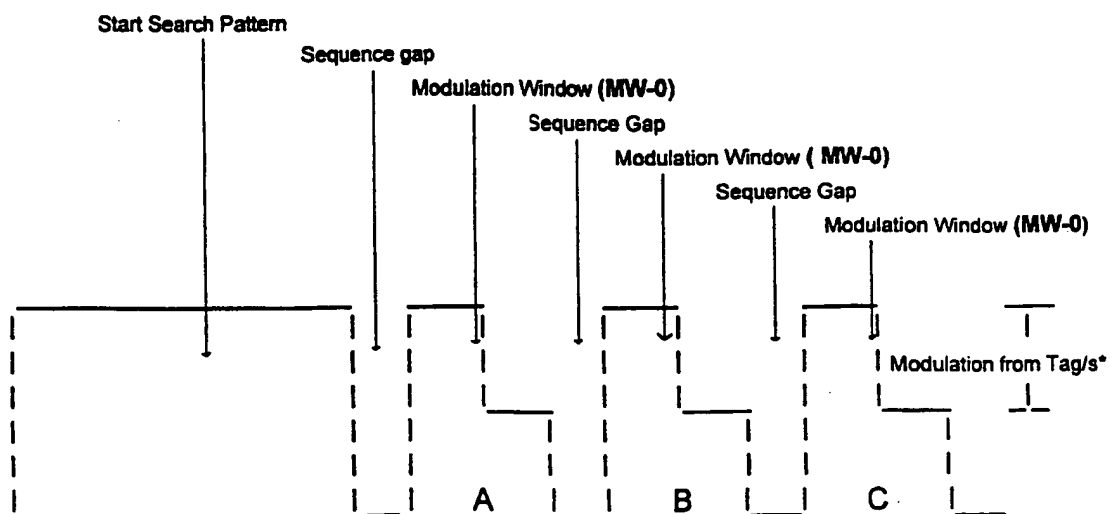 Start Search Pattern
Sequence gap
Modulation Window (MW-0)
Sequence Gap
Modulation Window ( MW-0)
Sequence Gap
Modulation Window (MW-0)
Modulation from Tag/s*
A
B
C